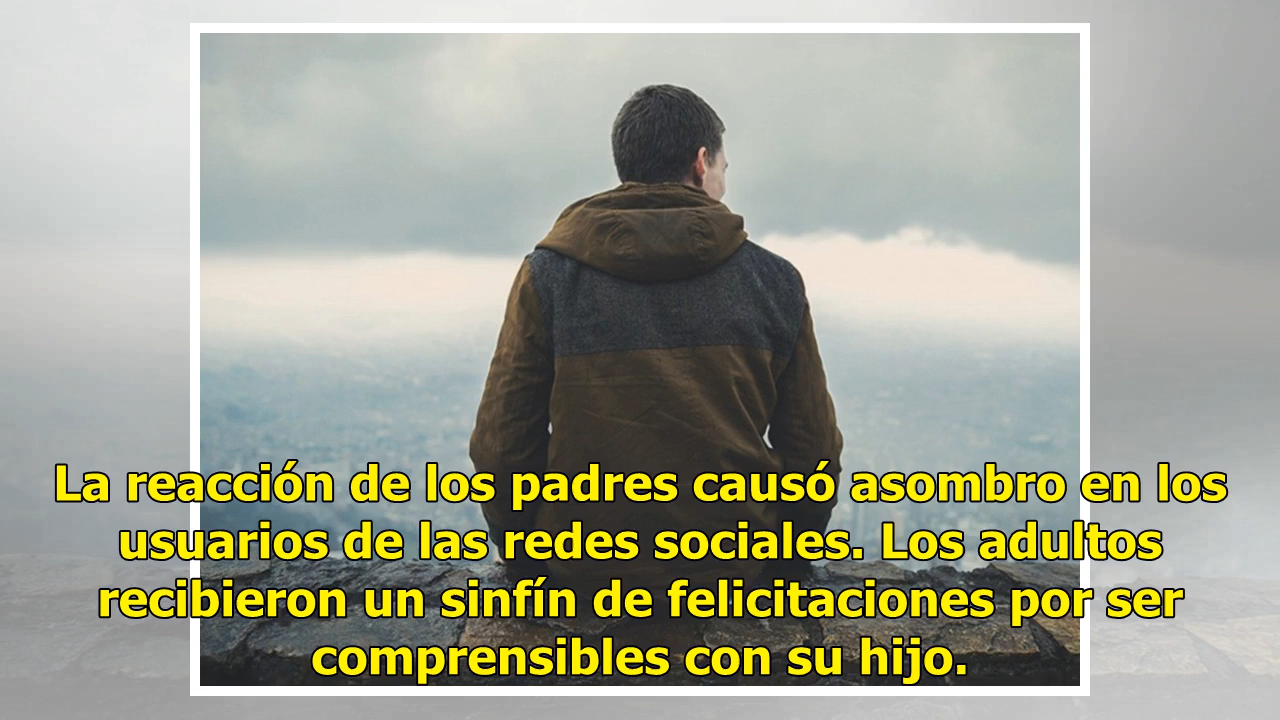 La reacción de los padres causó asombro en los
usuarios de las redes sociales. Los adultos
recibieron un sinfín de felicitaciones por ser
comprensibles con su hijo.